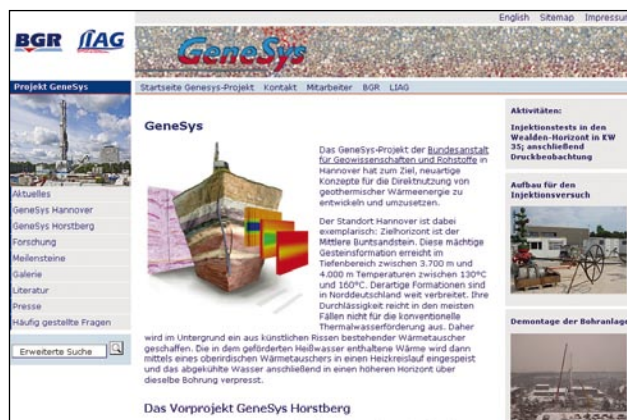 English Sitemap Impressum
BGR LIAG
GeneSys
Projekt GeneSys
Startseite Genesys-Projekt Kontakt Mitarbeiter BGR LIAG
Aktuelles
GeneSys Hannover
GeneSys Horstberg
Forschung
Meilensteine
Galerie
Literatur
Presse
Häufig gestellte Fragen
Erweiterte Suche
GeneSys
Das GeneSys-Projekt der Bundesanstalt
für Geowissenschaften und Rohstoffe in
Hannover hat zum Ziel, neuartige
Konzepte für die Direktnutzung von
geothermischer Wärmeenergie zu
entwickeln und umzusetzen.
Der Standort Hannover ist dabei
exemplarisch: Zielhorizont ist der
Mittlere Buntsandstein. Diese mächtige
Gesteinsformation erreicht im
Tiefenbereich zwischen 3.700 m und
4.000 m Temperaturen zwischen 130°C
und 160°C. Derartige Formationen sind
in Norddeutschland weit verbreitet. Ihre
Durchlässigkeit reicht in den meisten
Fällen nicht für die konventionelle
Thermalwasserförderung aus. Daher
wird im Untergrund ein aus künstlichen Rissen bestehender Wärmetauscher
geschaffen. Die in dem geförderten Heißwasser enthaltene Wärme wird dann
mittels eines oberirdischen Wärmetauschers in einen Heizkreislauf eingespeist
und das abgekühlte Wasser anschließend in einen höheren Horizont über
dieselbe Bohrung verpresst.
Das Vorprojekt GeneSys Horstberg
Aktivitäten:
Injektionstests in den
Wealden-Horizont in KW
35; anschließend
Druckbeobachtung
Aufbau für den
Injektionsversuch
Demontage der Bohranlage